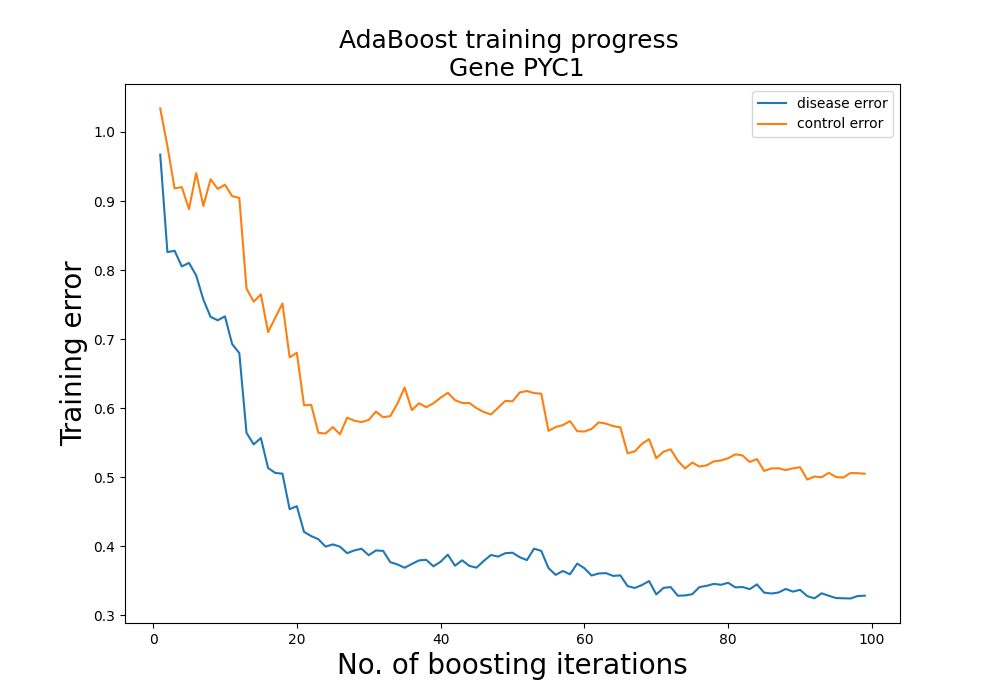 AdaBoost training progress
Gene PYC1
disease error
control error
Training error
1.0
0.9
0.8
0.7
0.6
0.5
0.4
0.3
0
20
40
60
80
100
No. of boosting iterations